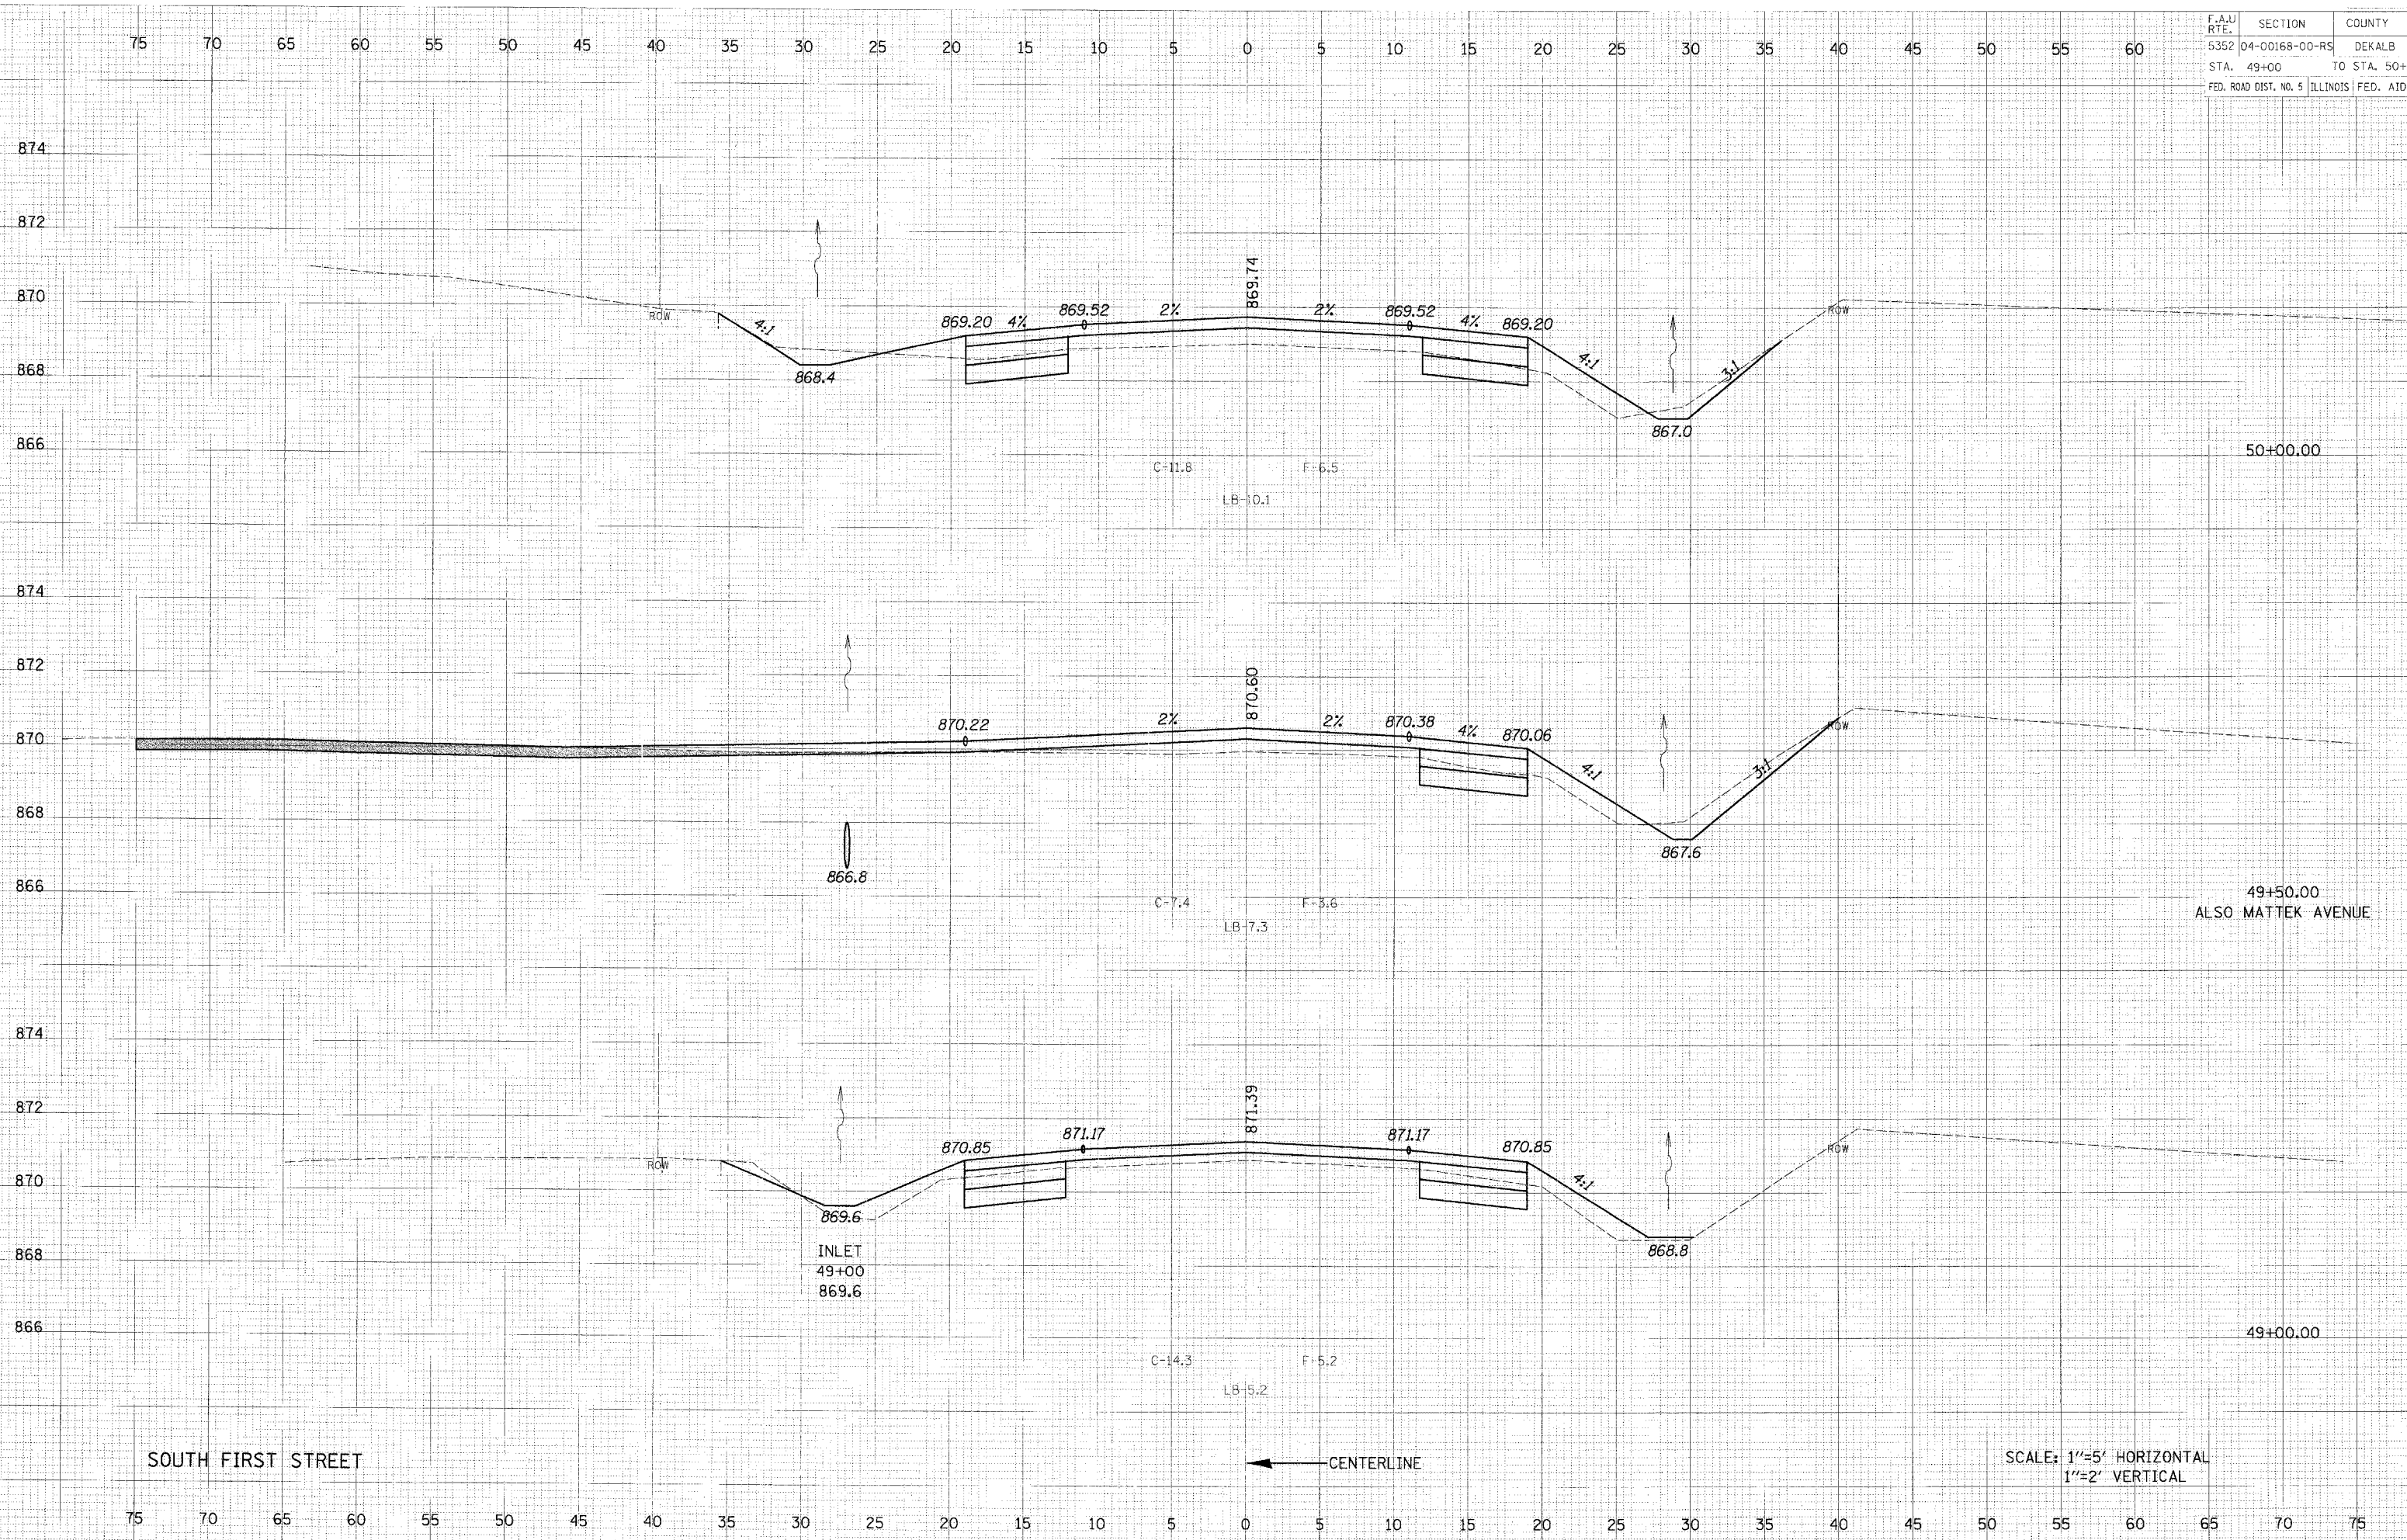 F.A.U RTE. SECTION COUNTY
5352 04-00168-00-RS DEKALB
STA. 49+00 TO STA. 50+
FED. ROAD DIST. NO. 5 ILLINOIS FED. AID
75 70 65 60 55 50 45 40 35 30 25 20 15 10 5 0 5 10 15 20 25 30 35 40 45 50 55 60
874
872
870
868
866
ROW
4:1
868.4
869.20
4%
869.52
2%
869.74
2%
869.52
4%
869.20
4:1
867.0
3:1
ROW
50+00.00
C-11.8 F-6.5
LB-10.1
874
872
870
868
866
870.22
2%
870.60
2%
870.38
4%
870.06
4:1
867.6
3:1
ROW
866.8
49+50.00
ALSO MATTEK AVENUE
C-7.4 F-3.6
LB-7.3
874
872
870
868
866
ROW
869.6
INLET
49+00
869.6
870.85
871.17
871.39
871.17
870.85
4:1
868.8
ROW
49+00.00
C-14.3 F-5.2
LB-5.2
SOUTH FIRST STREET
CENTERLINE
SCALE: 1"=5' HORIZONTAL
1"=2' VERTICAL
75 70 65 60 55 50 45 40 35 30 25 20 15 10 5 0 5 10 15 20 25 30 35 40 45 50 55 60 65 70 75